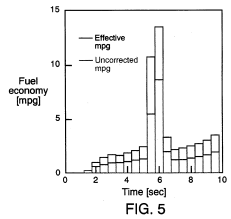 15
Effective
mpg
Uncorrected
mpg
10
Fuel
economy
[mpg]
5
0
0 2 4 6 8 10
Time [sec]
FIG. 5